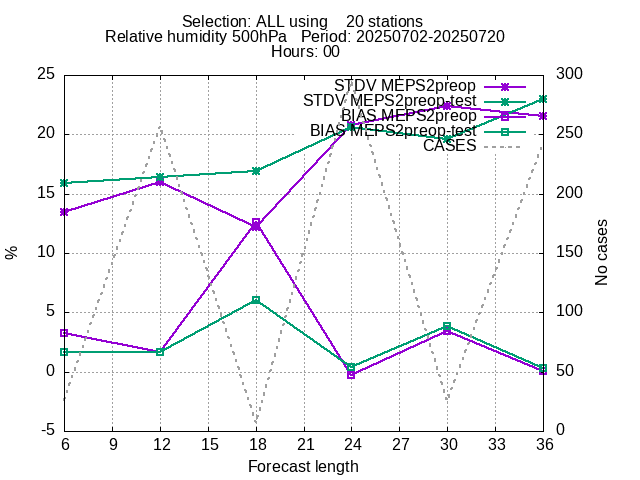 Selection: ALL using    20 stations
Relative humidity 500hPa   Period: 20250702-20250720
Hours: 00
STDV MEPS2preop
STDV MEPS2preop-test
BIAS MEPS2preop
BIAS MEPS2preop-test
CASES
25
20
15
10
5
0
-5
%
300
250
200
150
100
50
0
No cases
6 9 12 15 18 21 24 27 30 33 36
Forecast length